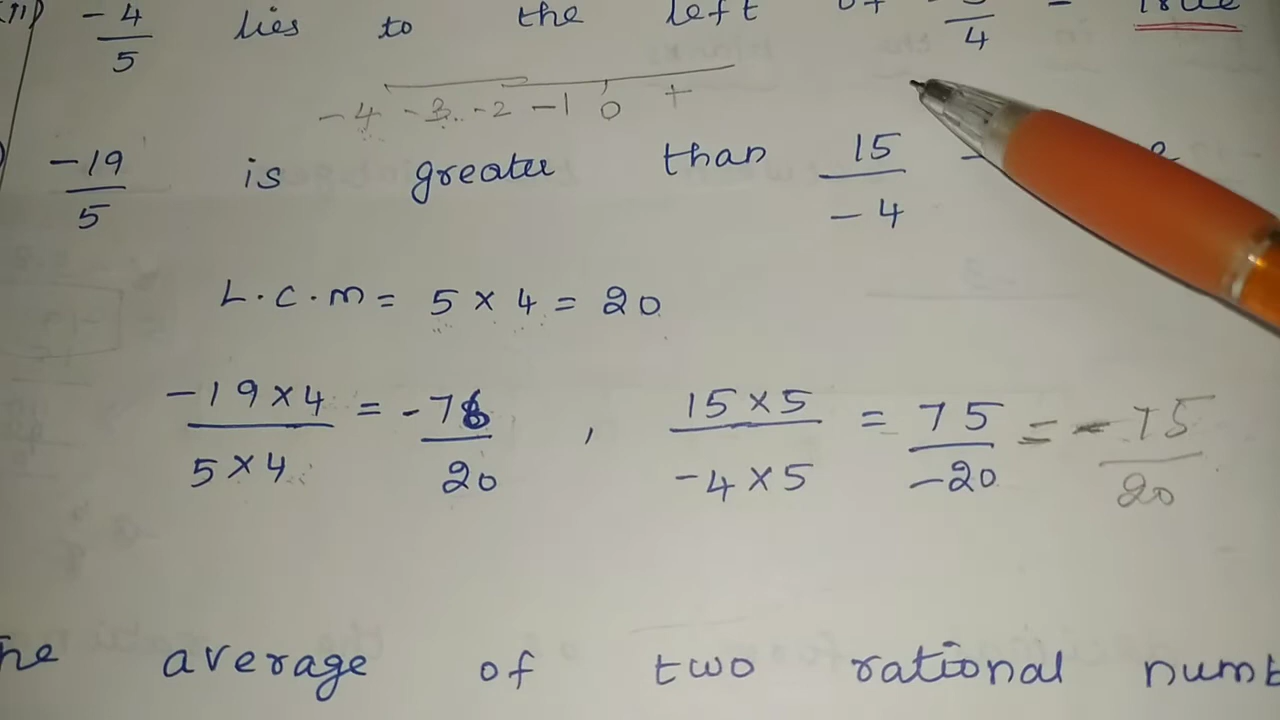 -4/5 lies to the left of -3/4 - True
-4 -3 -2 -1 0 +
-19/5 is greater than 15/-4 -
L.C.M = 5 × 4 = 20
-19×4/5×4 = -76/20 , 15×5/-4×5 = 75/-20 = -75/20
average of two rational